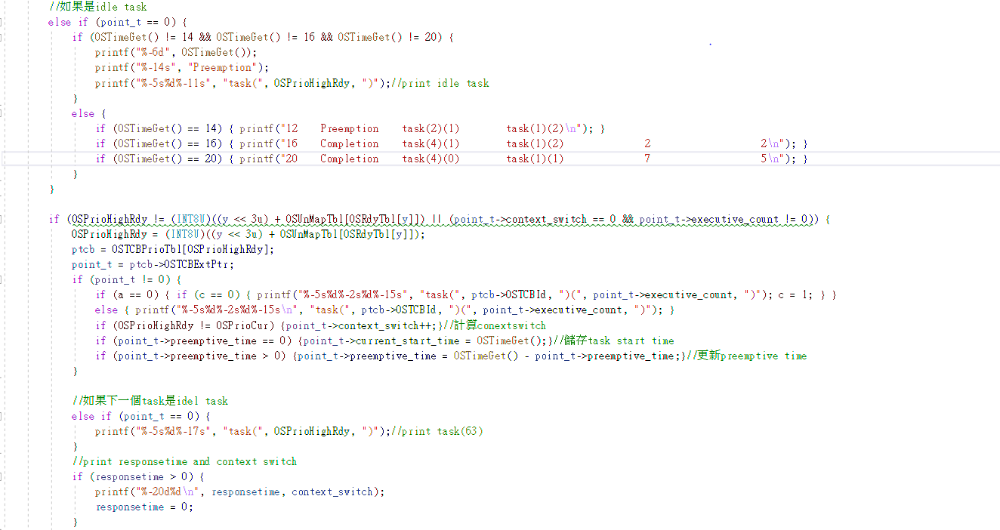 //如果是idle task
else if (point_t == 0) {
if (OSTimeGet() != 14 && OSTimeGet() != 16 && OSTimeGet() != 20) {
printf("%-6d", OSTimeGet());
printf("%-14s", "Preemption");
printf("%-5s%d%-11s", "task(", OSPrioHighRdy, ")");//print idle task
}
else {
if (OSTimeGet() == 14) { printf("12    Preemption    task(2)(1)        task(1)(2)\n"); }
if (OSTimeGet() == 16) { printf("16    Completion    task(4)(1)        task(1)(2)              2                   2\n"); }
if (OSTimeGet() == 20) { printf("20    Completion    task(4)(0)        task(1)(1)              7                   5\n"); }
}
}
if (OSPrioHighRdy != (INT8U)((y << 3u) + OSUnMapTbl[OSRdyTbl[y]]) || (point_t->context_switch == 0 && point_t->executive_count != 0)) {
OSPrioHighRdy = (INT8U)((y << 3u) + OSUnMapTbl[OSRdyTbl[y]]);
ptcb = OSTCBPrioTbl[OSPrioHighRdy];
point_t = ptcb->OSTCBExtPtr;
if (point_t != 0) {
if (a == 0) { if (c == 0) { printf("%-5s%d%-2s%d%-15s", "task(", ptcb->OSTCBId, ")(", point_t->executive_count, ")"); c = 1; } }
else { printf("%-5s%d%-2s%d%-15s\n", "task(", ptcb->OSTCBId, ")(", point_t->executive_count, ")"); }
if (OSPrioHighRdy != OSPrioCur) {point_t->context_switch++;}//計算conextswitch
if (point_t->preemptive_time == 0) {point_t->current_start_time = OSTimeGet();}//儲存task start time
if (point_t->preemptive_time > 0) {point_t->preemptive_time = OSTimeGet() - point_t->preemptive_time;}//更新preemptive time
}
//如果下一個task是idel task
else if (point_t == 0) {
printf("%-5s%d%-17s", "task(", OSPrioHighRdy, ")");//print task(63)
}
//print responsetime and context switch
if (responsetime > 0) {
printf("%-20d%d\n", responsetime, context_switch);
responsetime = 0;
}